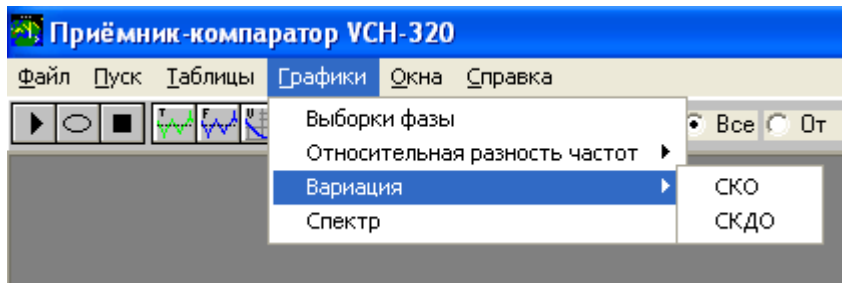 Приёмник-компаратор VCH-320
Файл Пуск Таблицы Графики Окна Справка
T F U Все От
Выборки фазы
Относительная разность частот
Вариация СКО
Спектр СКДО